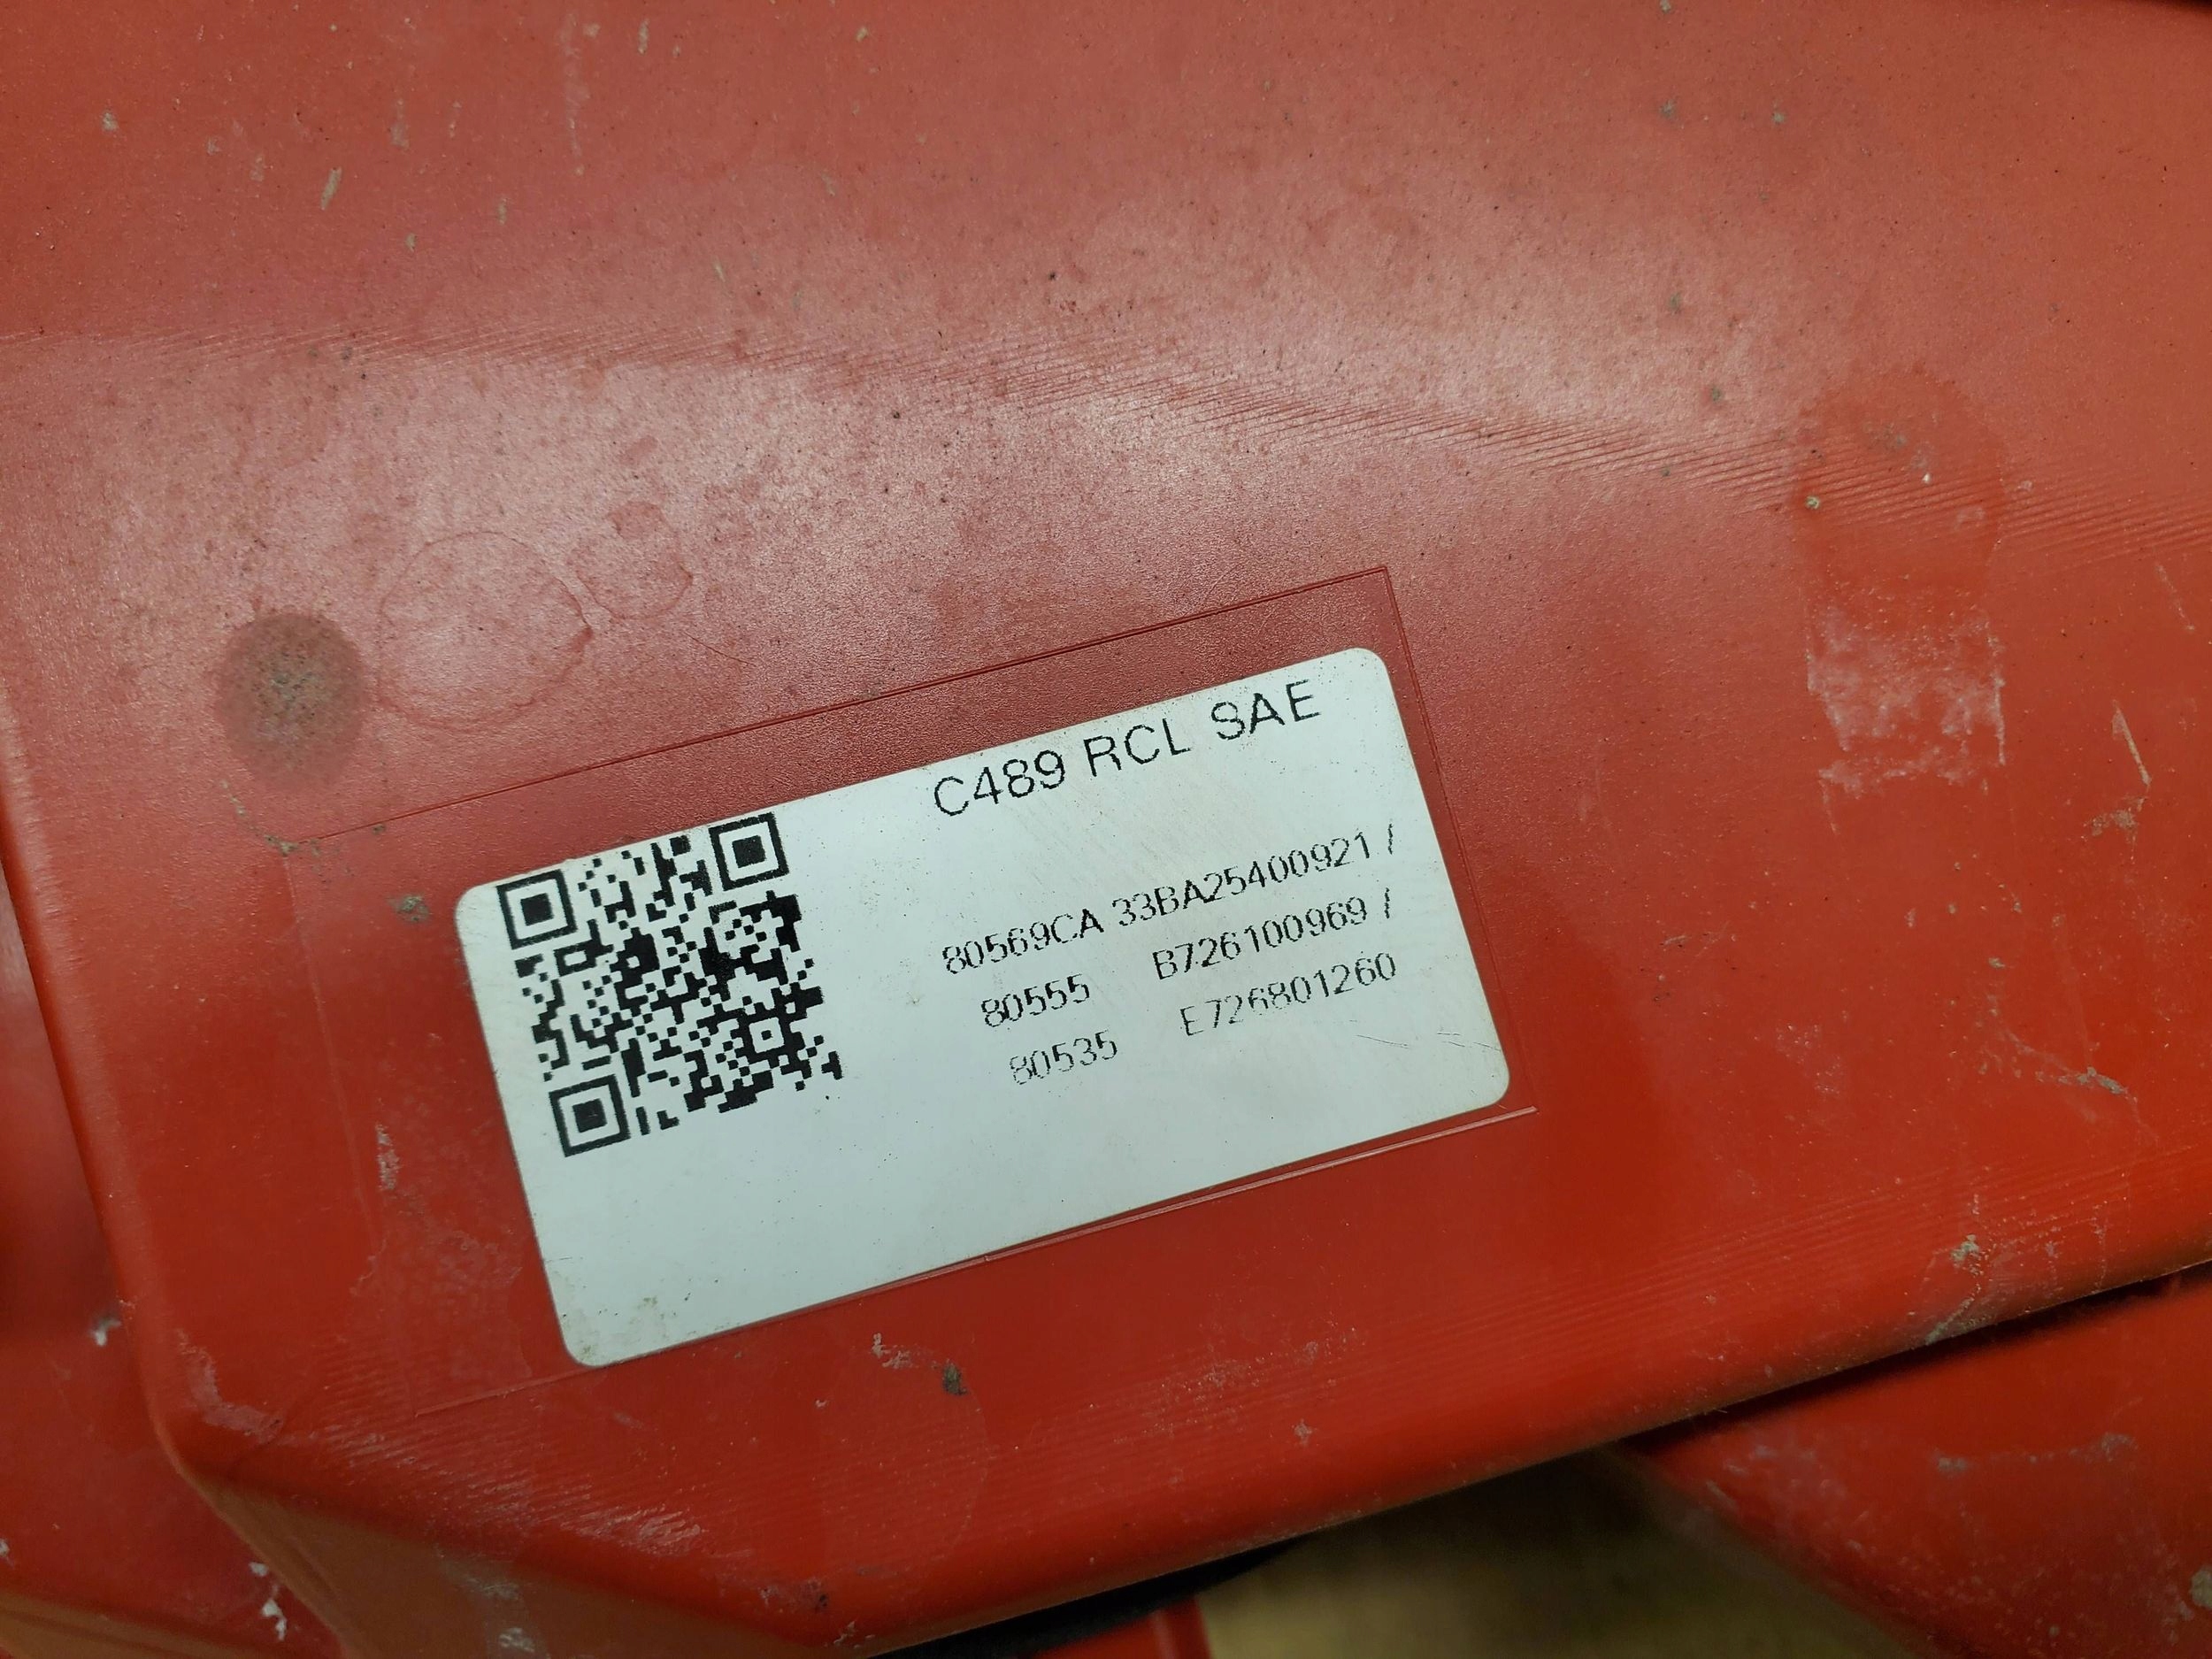 C489 RCL SAE
80569CA 33BA25400921 /
80555 B726100969 /
80535 E726801260